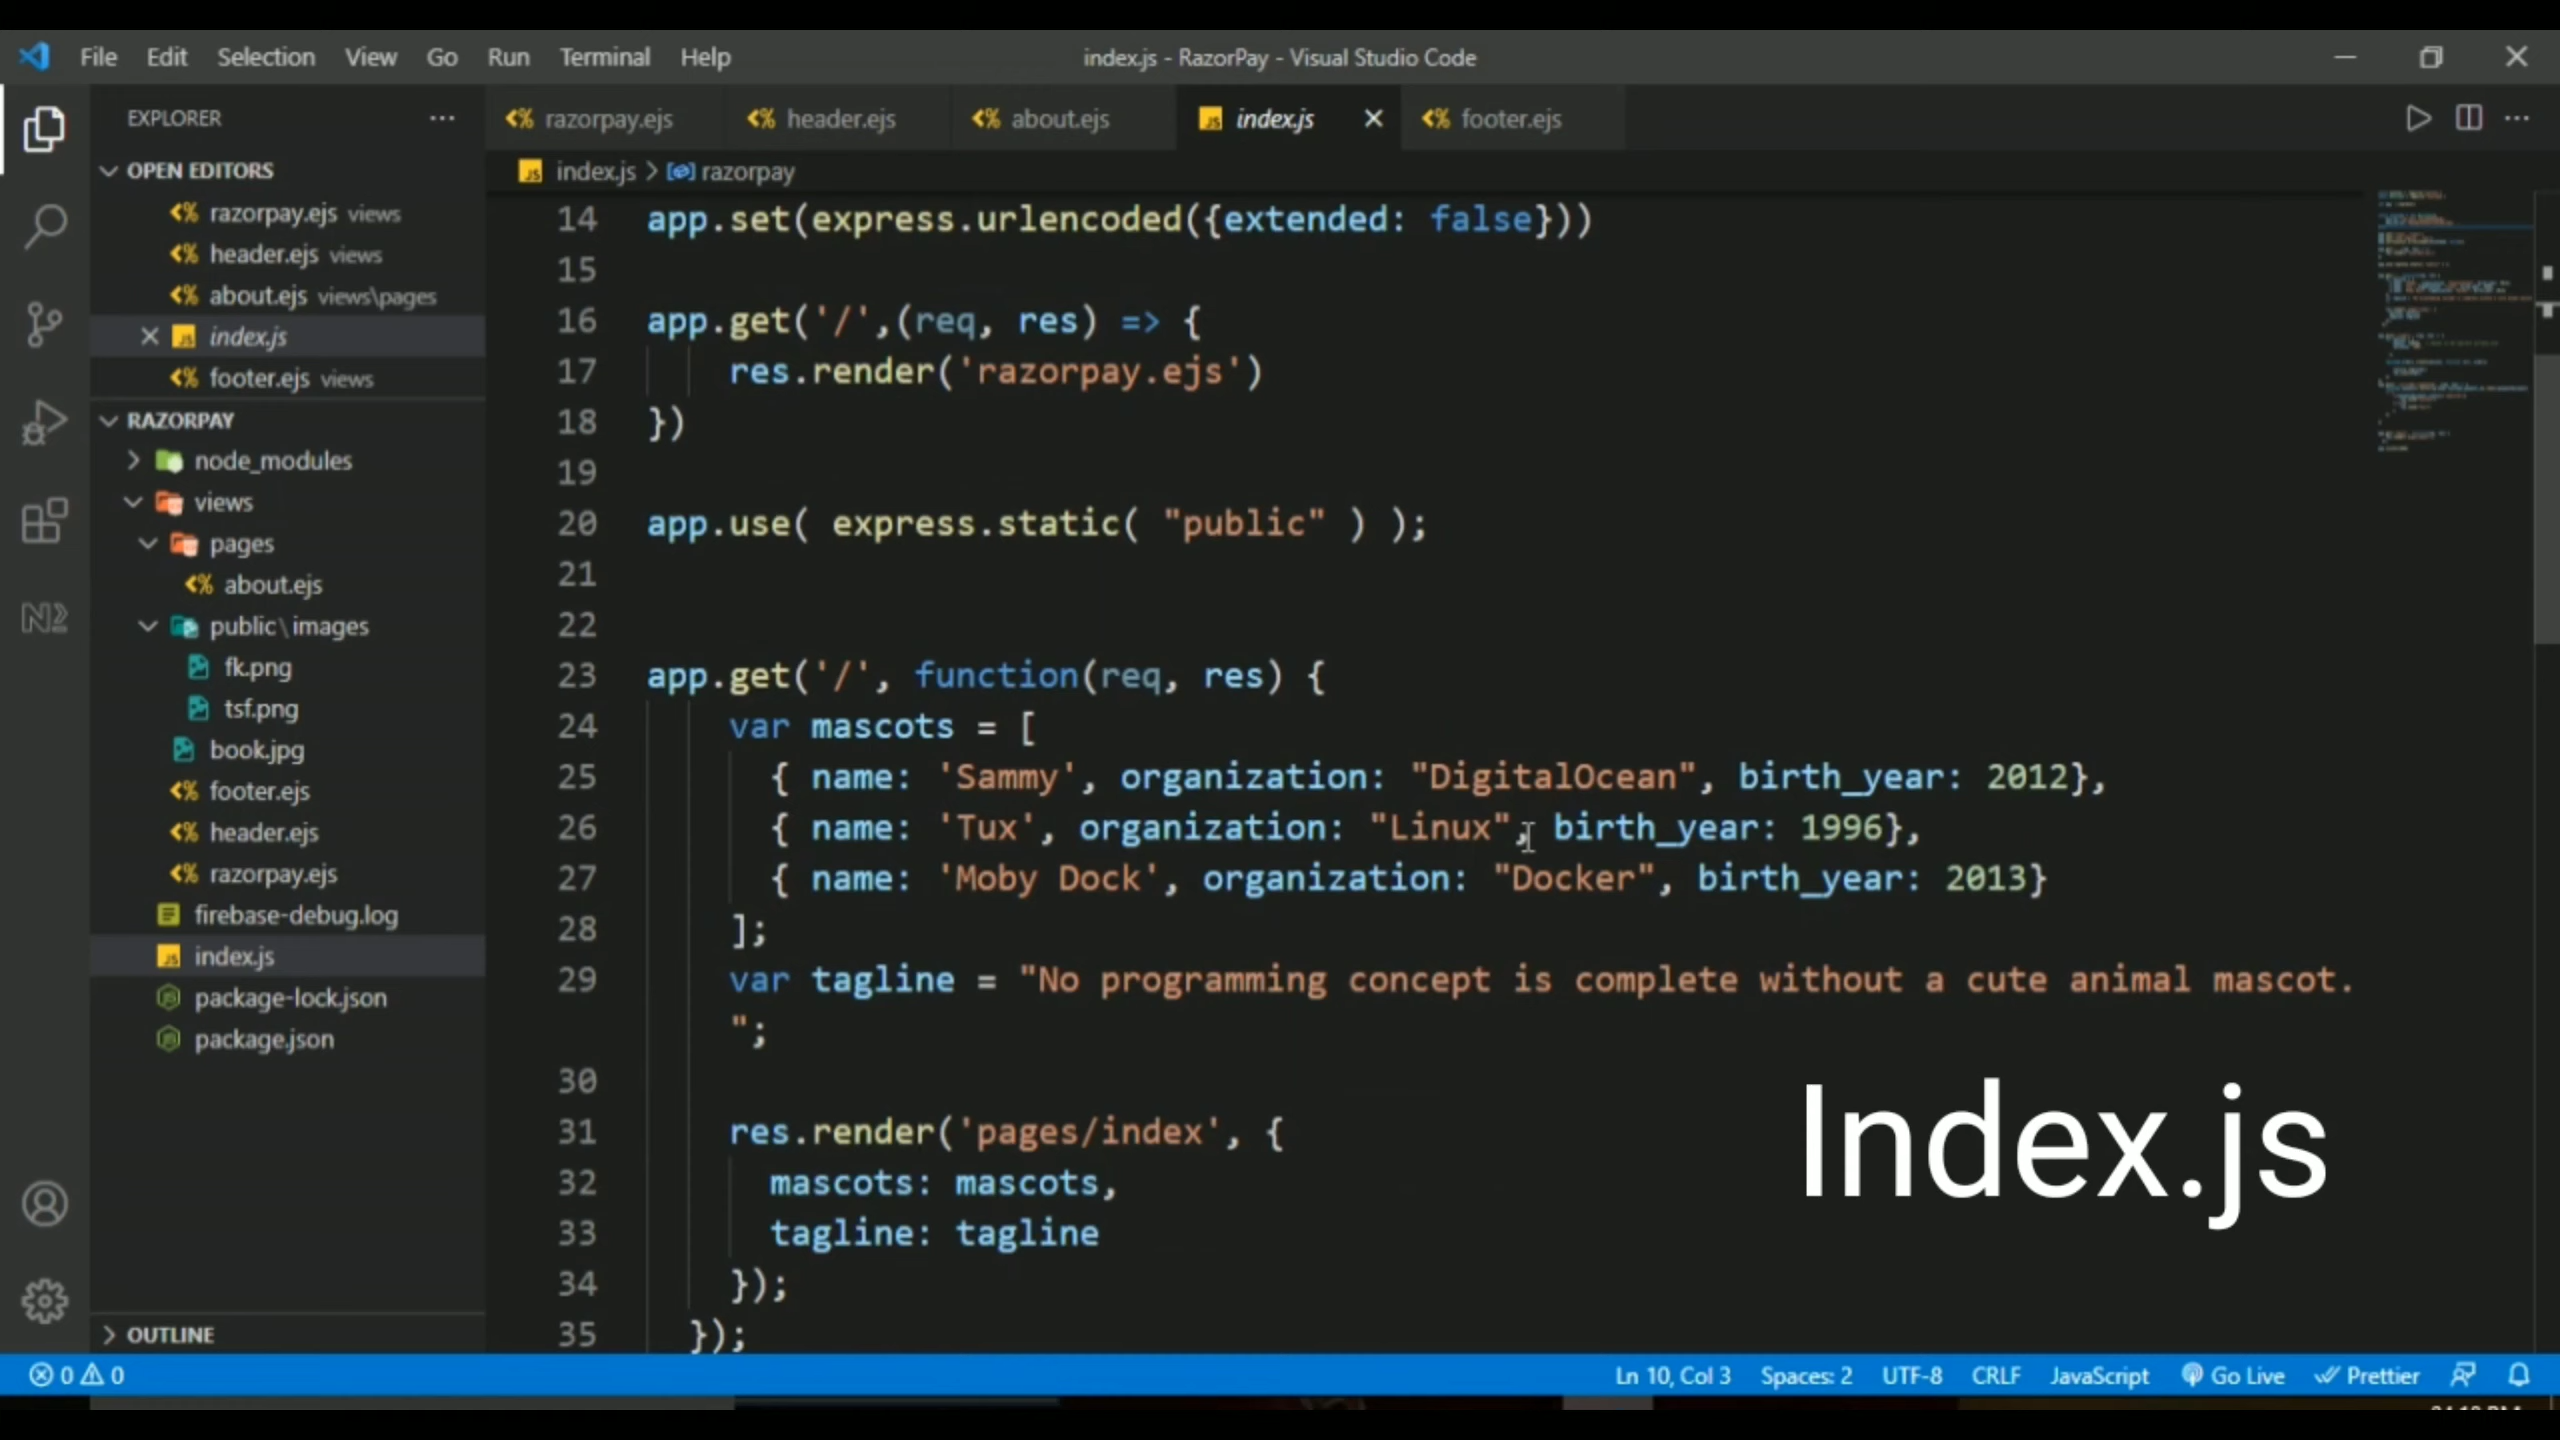 File Edit Selection View Go Run Terminal Help
index.js - RazorPay - Visual Studio Code
EXPLORER
razorpay.ejs header.ejs about.ejs index.js footer.ejs
OPEN EDITORS
razorpay.ejs views
header.ejs views
about.ejs views\pages
index.js
footer.ejs views
RAZORPAY
node_modules
views
pages
about.ejs
public\images
fk.png
tsf.png
book.jpg
footer.ejs
header.ejs
razorpay.ejs
firebase-debug.log
index.js
package-lock.json
package.json
OUTLINE
index.js > razorpay
14 app.set(express.urlencoded({extended: false}))
15
16 app.get('/',(req, res) => {
17 res.render('razorpay.ejs')
18 })
19
20 app.use( express.static( "public" ) );
21
22
23 app.get('/', function(req, res) {
24 var mascots = [
25 { name: 'Sammy', organization: "DigitalOcean", birth_year: 2012},
26 { name: 'Tux', organization: "Linux", birth_year: 1996},
27 { name: 'Moby Dock', organization: "Docker", birth_year: 2013}
28 ];
29 var tagline = "No programming concept is complete without a cute animal mascot.
";
30
31 res.render('pages/index', {
32 mascots: mascots,
33 tagline: tagline
34 });
35 });
Index.js
0 0 Ln 10, Col 3 Spaces: 2 UTF-8 CRLF JavaScript Go Live Prettier